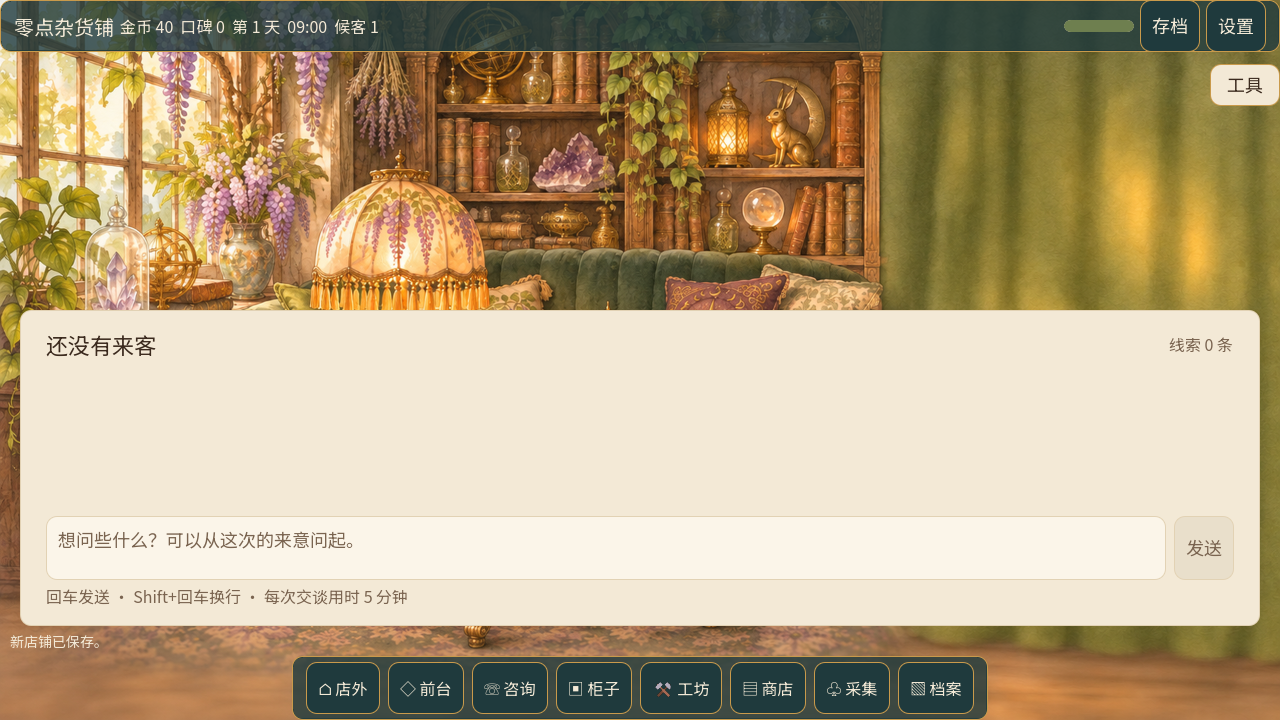 零点杂货铺 金币 40 口碑 0 第 1 天 09:00 候客 1
存档 设置
工具
还没有来客
线索 0 条
想问些什么？可以从这次的来意问起。
发送
回车发送 · Shift+回车换行 · 每次交谈用时 5 分钟
新店铺已保存。
店外 前台 咨询 柜子 工坊 商店 采集 档案